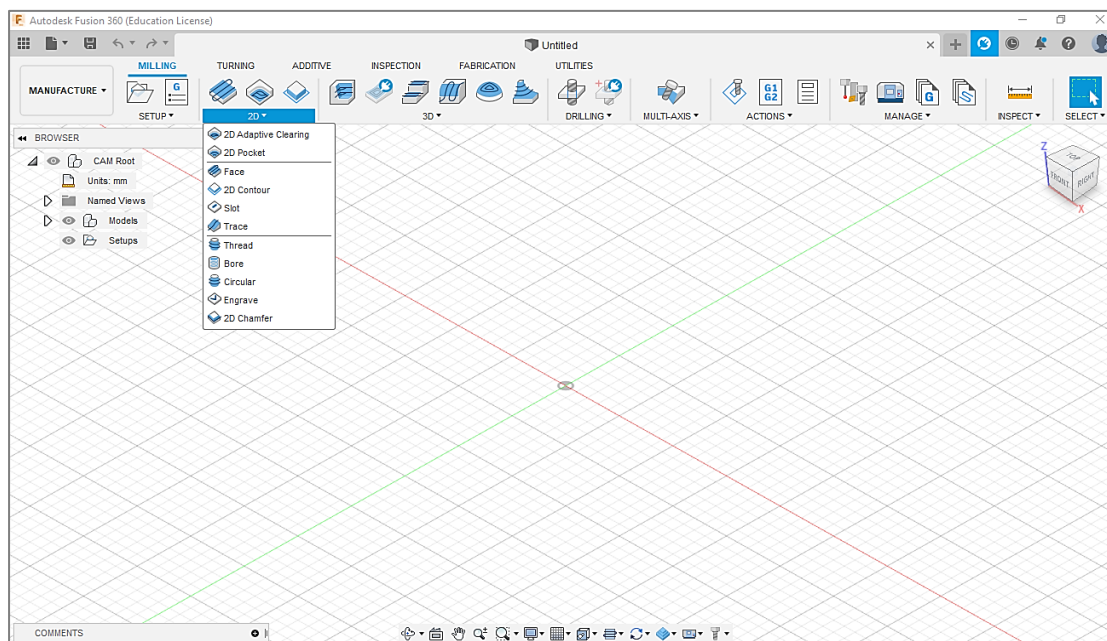 Autodesk Fusion 360 (Education License)
Untitled
MILLING TURNING ADDITIVE INSPECTION FABRICATION UTILITIES
MANUFACTURE
G G1 G2 G
SETUP 2D 3D DRILLING MULTI-AXIS ACTIONS MANAGE INSPECT SELECT
BROWSER
CAM Root
Units: mm
Named Views
Models
Setups
2D Adaptive Clearing
2D Pocket
Face
2D Contour
Slot
Trace
Thread
Bore
Circular
Engrave
2D Chamfer
Z
TOP
FRONT RIGHT
X
COMMENTS